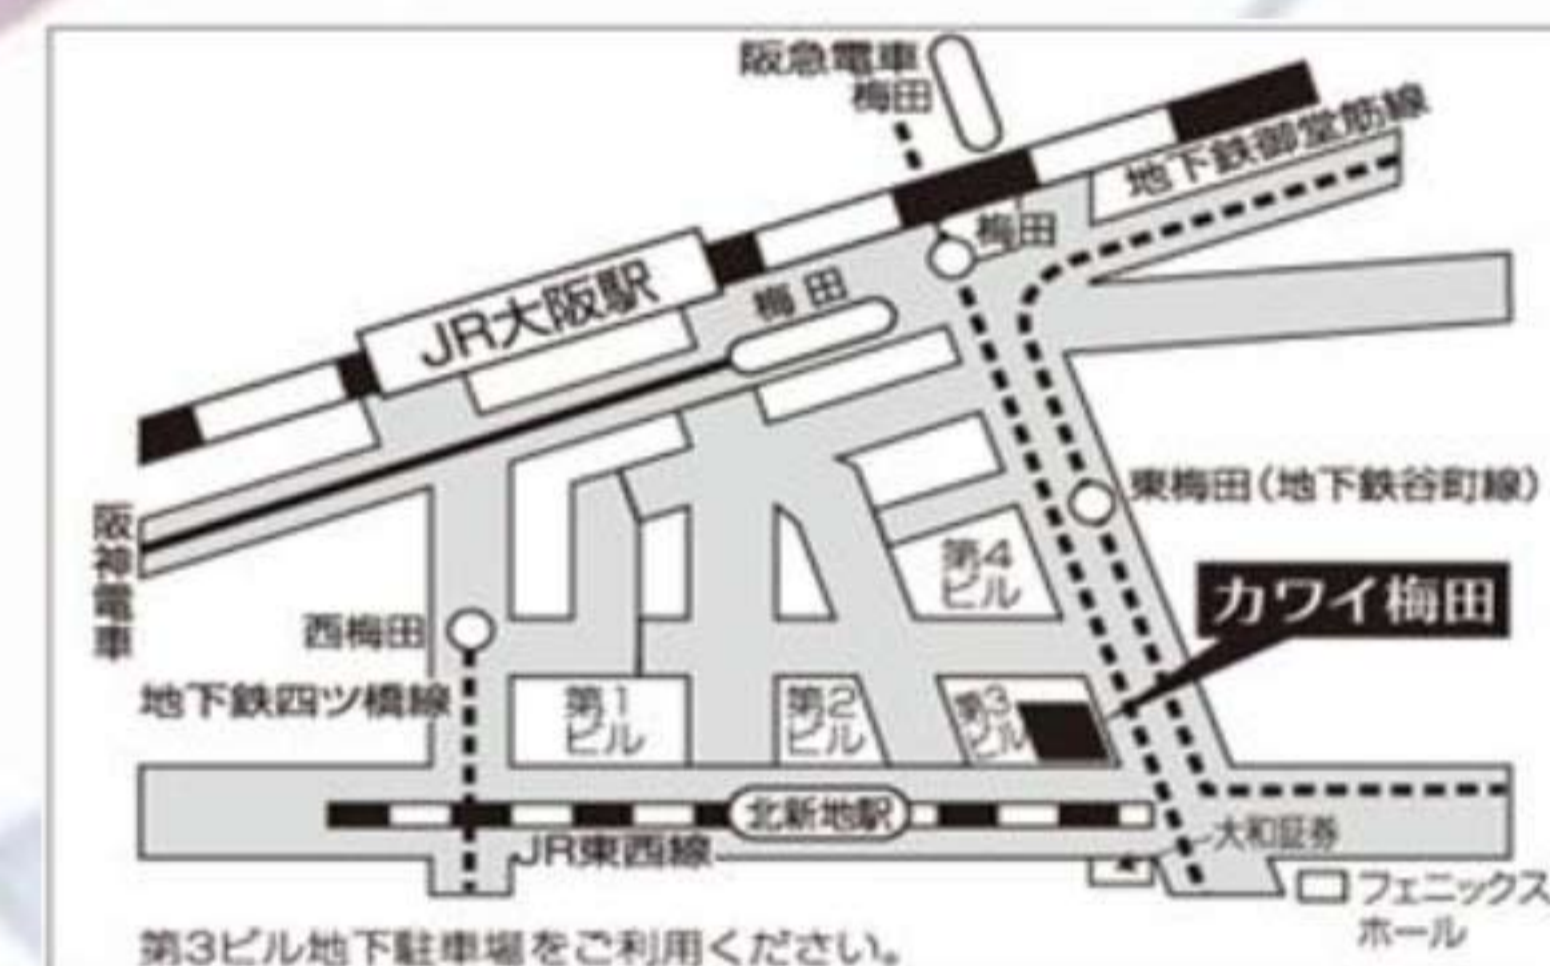 阪急電車
梅田
地下鉄御堂筋線
梅田
JR大阪駅
梅田
阪神電車
東梅田(地下鉄谷町線)
第4
ビル
カワイ梅田
西梅田
地下鉄四ツ橋線
第1
ビル
第2
ビル
第3
ビル
北新地駅
JR東西線
大和証券
フェニックス
ホール
第3ビル地下駐車場をご利用ください。